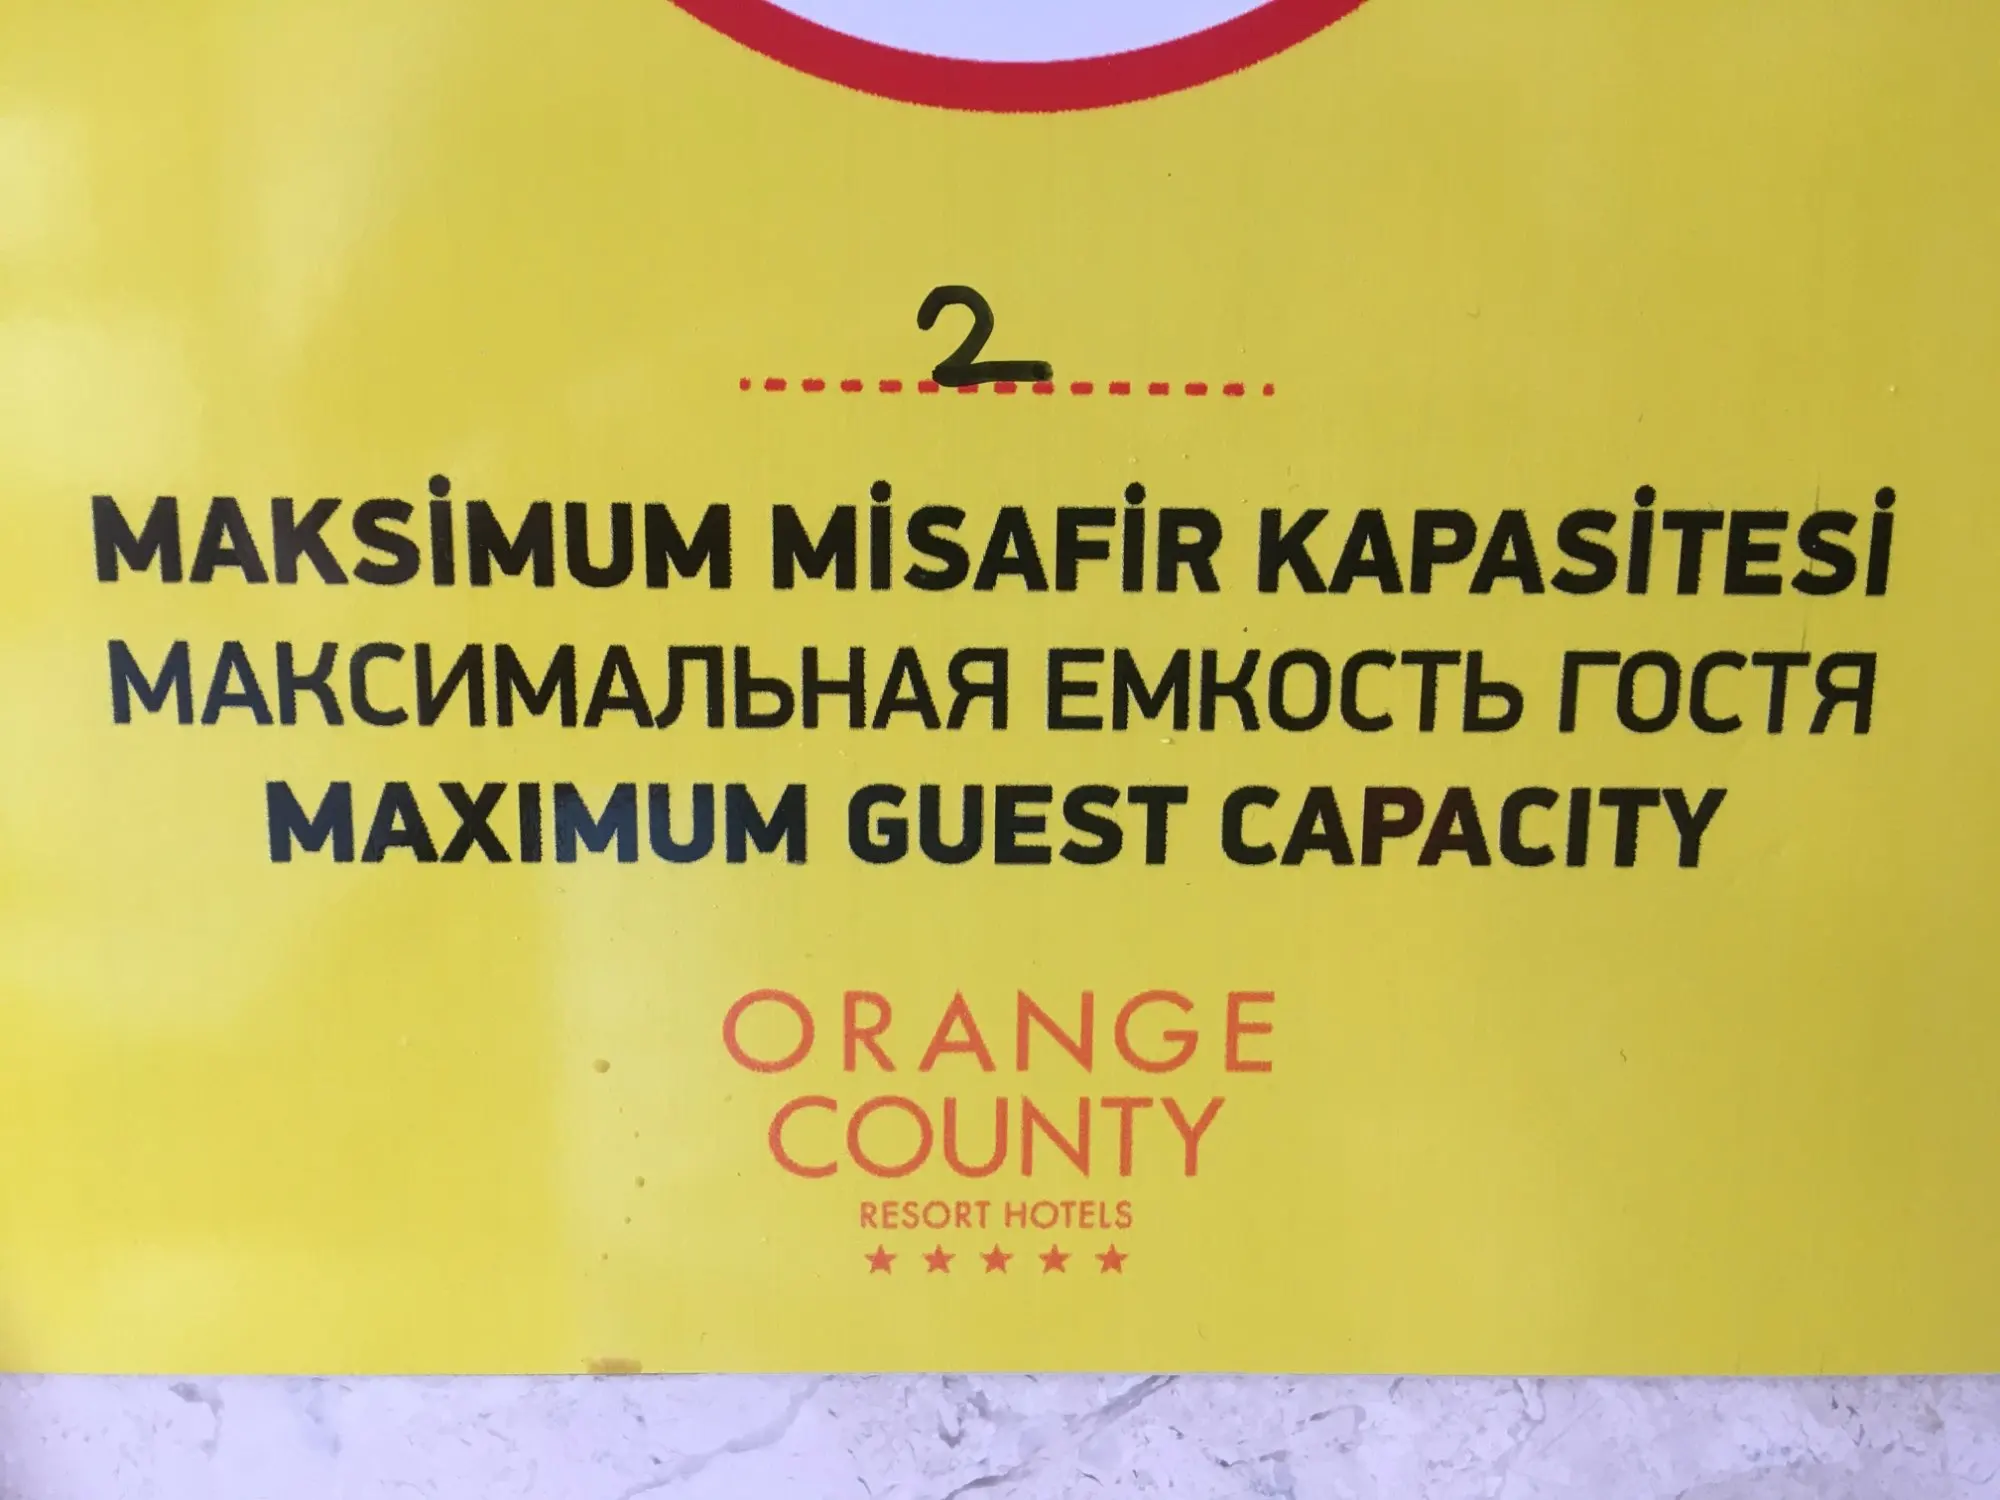 2
MAKSİMUM MİSAFİR KAPASİTESİ
МАКСИМАЛЬНАЯ ЕМКОСТЬ ГОСТЯ
MAXIMUM GUEST CAPACITY
ORANGE
COUNTY
RESORT HOTELS